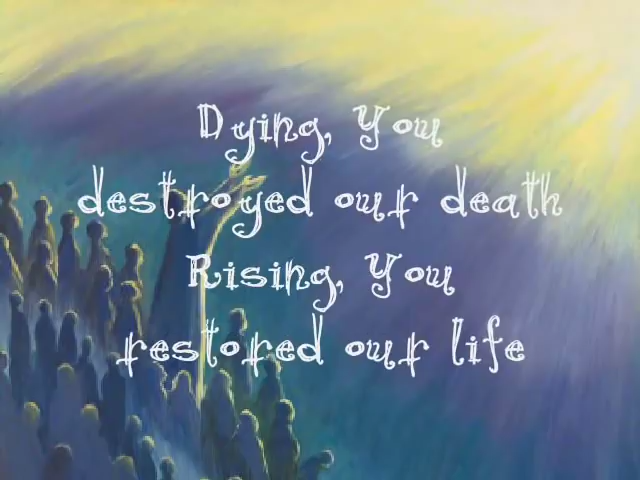 Dying, You
destroyed our death
Rising, You
restored our life